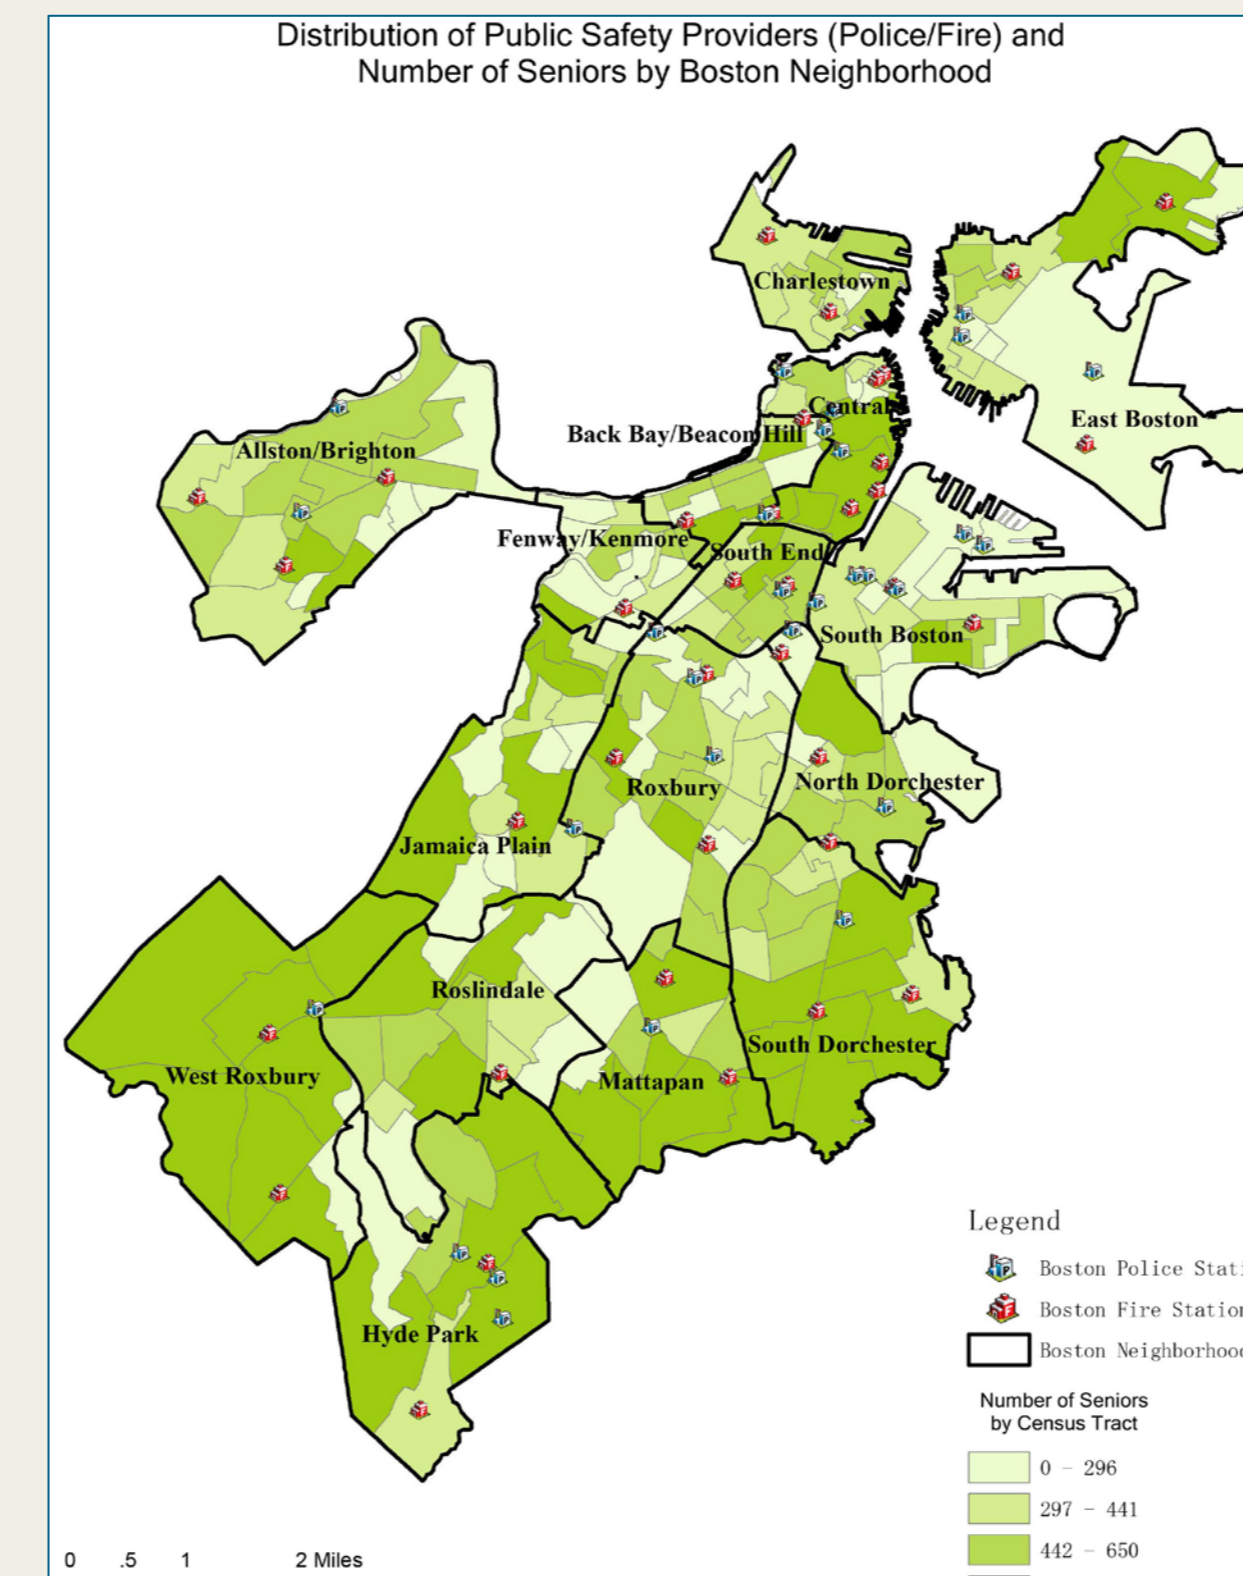 Distribution of Public Safety Providers (Police/Fire) and
Number of Seniors by Boston Neighborhood
Charlestown
Central
East Boston
Back Bay/Beacon Hill
Allston/Brighton
Fenway/Kenmore
South End
South Boston
North Dorchester
Roxbury
Jamaica Plain
Roslindale
South Dorchester
West Roxbury
Mattapan
Hyde Park
Legend
Boston Police Stati
Boston Fire Station
Boston Neighborhood
Number of Seniors
by Census Tract
0 - 296
297 - 441
442 - 650
0 .5 1 2 Miles